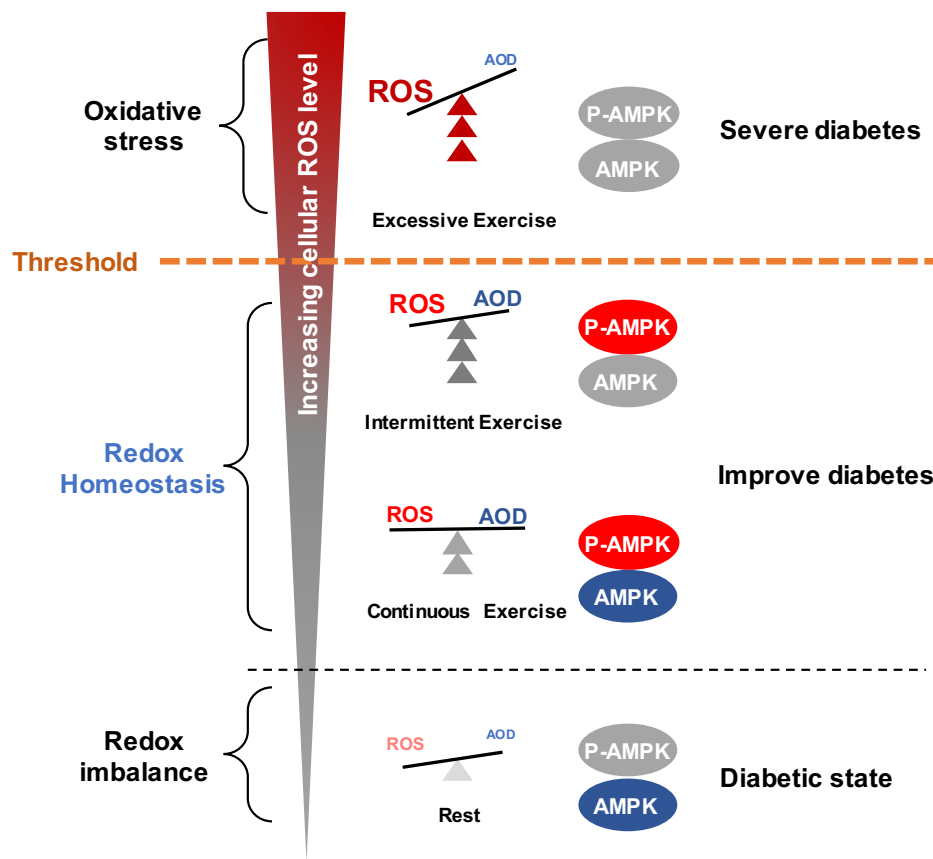 Increasing cellular ROS level
Oxidative
stress
ROS
AOD
P-AMPK
AMPK
Severe diabetes
Excessive Exercise
Threshold
ROS
AOD
P-AMPK
AMPK
Intermittent Exercise
Redox
Homeostasis
Improve diabetes
ROS
AOD
P-AMPK
AMPK
Continuous Exercise
Redox
imbalance
ROS
AOD
P-AMPK
AMPK
Diabetic state
Rest